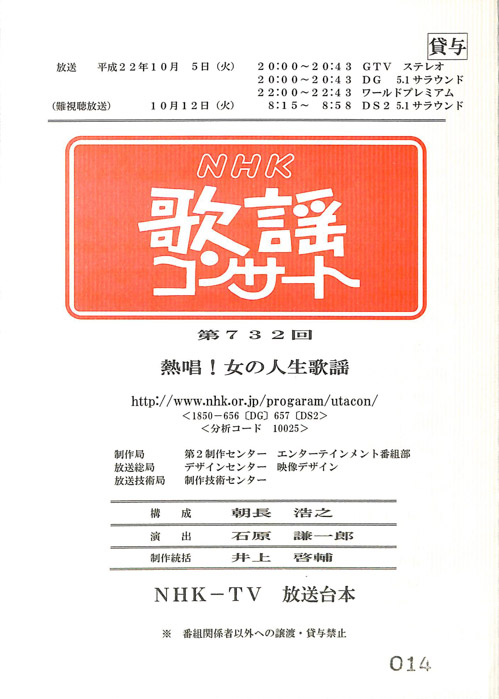 貸与
放送 平成22年10月 5日(火) 20:00~20:43 GTV ステレオ
20:00~20:43 DG 5.1サラウンド
22:00~22:43 ワールドプレミアム
(難視聴放送) 10月12日(火) 8:15~ 8:58 DS2 5.1サラウンド
NHK
歌謡
コンサート
第732回
熱唱!女の人生歌謡
http://www.nhk.or.jp/progaram/utacon/
<1850-656〔DG〕657〔DS2>
<分析コード 10025>
制作局 第2制作センター エンターテインメント番組部
放送総局 デザインセンター 映像デザイン
放送技術局 制作技術センター
構成 朝長 浩之
演出 石原 謙一郎
制作統括 井上 啓輔
NHK-TV 放送台本
※ 番組関係者以外への譲渡・貸与禁止
014